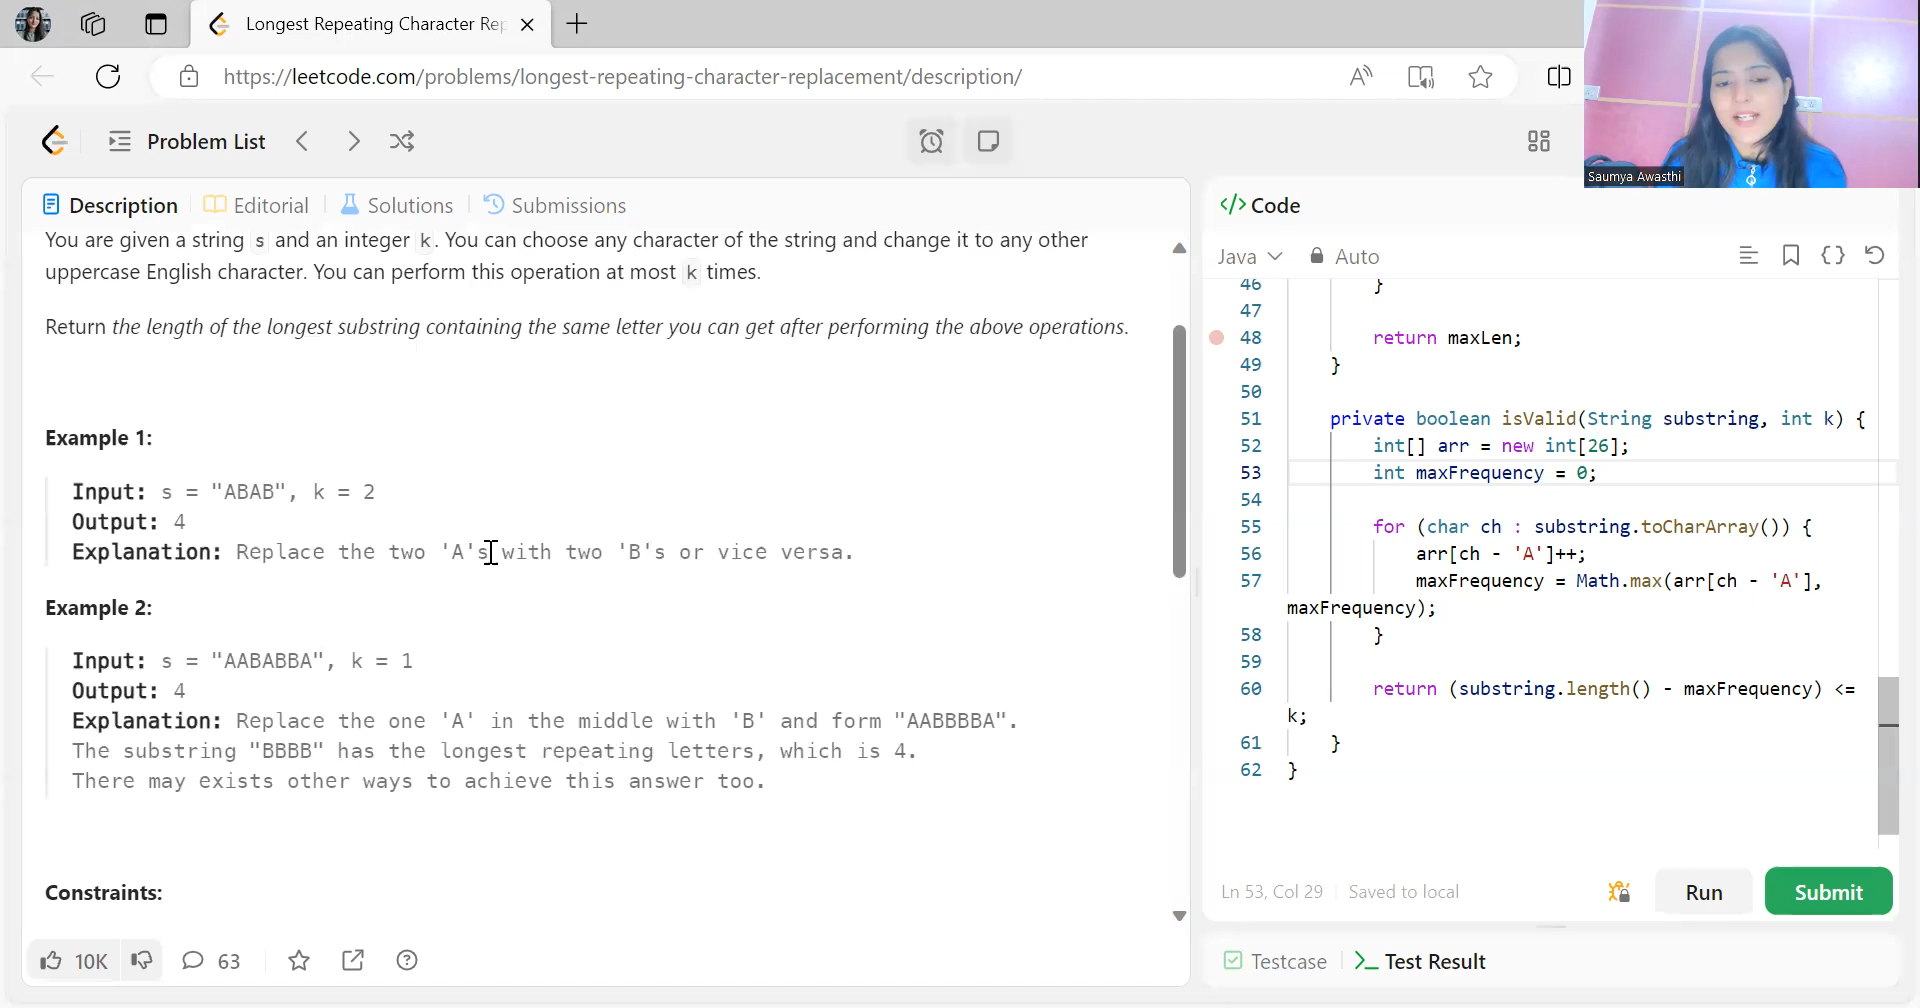 Longest Repeating Character Rep
https://leetcode.com/problems/longest-repeating-character-replacement/description/
Saumya Awasthi
Problem List
Description
Editorial
Solutions
Submissions
You are given a string s and an integer k. You can choose any character of the string and change it to any other
uppercase English character. You can perform this operation at most k times.
Return the length of the longest substring containing the same letter you can get after performing the above operations.
Example 1:
Input: s = "ABAB", k = 2
Output: 4
Explanation: Replace the two 'A's with two 'B's or vice versa.
Example 2:
Input: s = "AABABBA", k = 1
Output: 4
Explanation: Replace the one 'A' in the middle with 'B' and form "AABBBBA".
The substring "BBBB" has the longest repeating letters, which is 4.
There may exists other ways to achieve this answer too.
Constraints:
10K
63
</> Code
Java
Auto
46 }
47
48 return maxLen;
49 }
50
51 private boolean isValid(String substring, int k) {
52 int[] arr = new int[26];
53 int maxFrequency = 0;
54
55 for (char ch : substring.toCharArray()) {
56 arr[ch - 'A']++;
57 maxFrequency = Math.max(arr[ch - 'A'],
maxFrequency);
58 }
59
60 return (substring.length() - maxFrequency) <=
k;
61 }
62 }
Ln 53, Col 29
Saved to local
Run
Submit
Testcase
Test Result